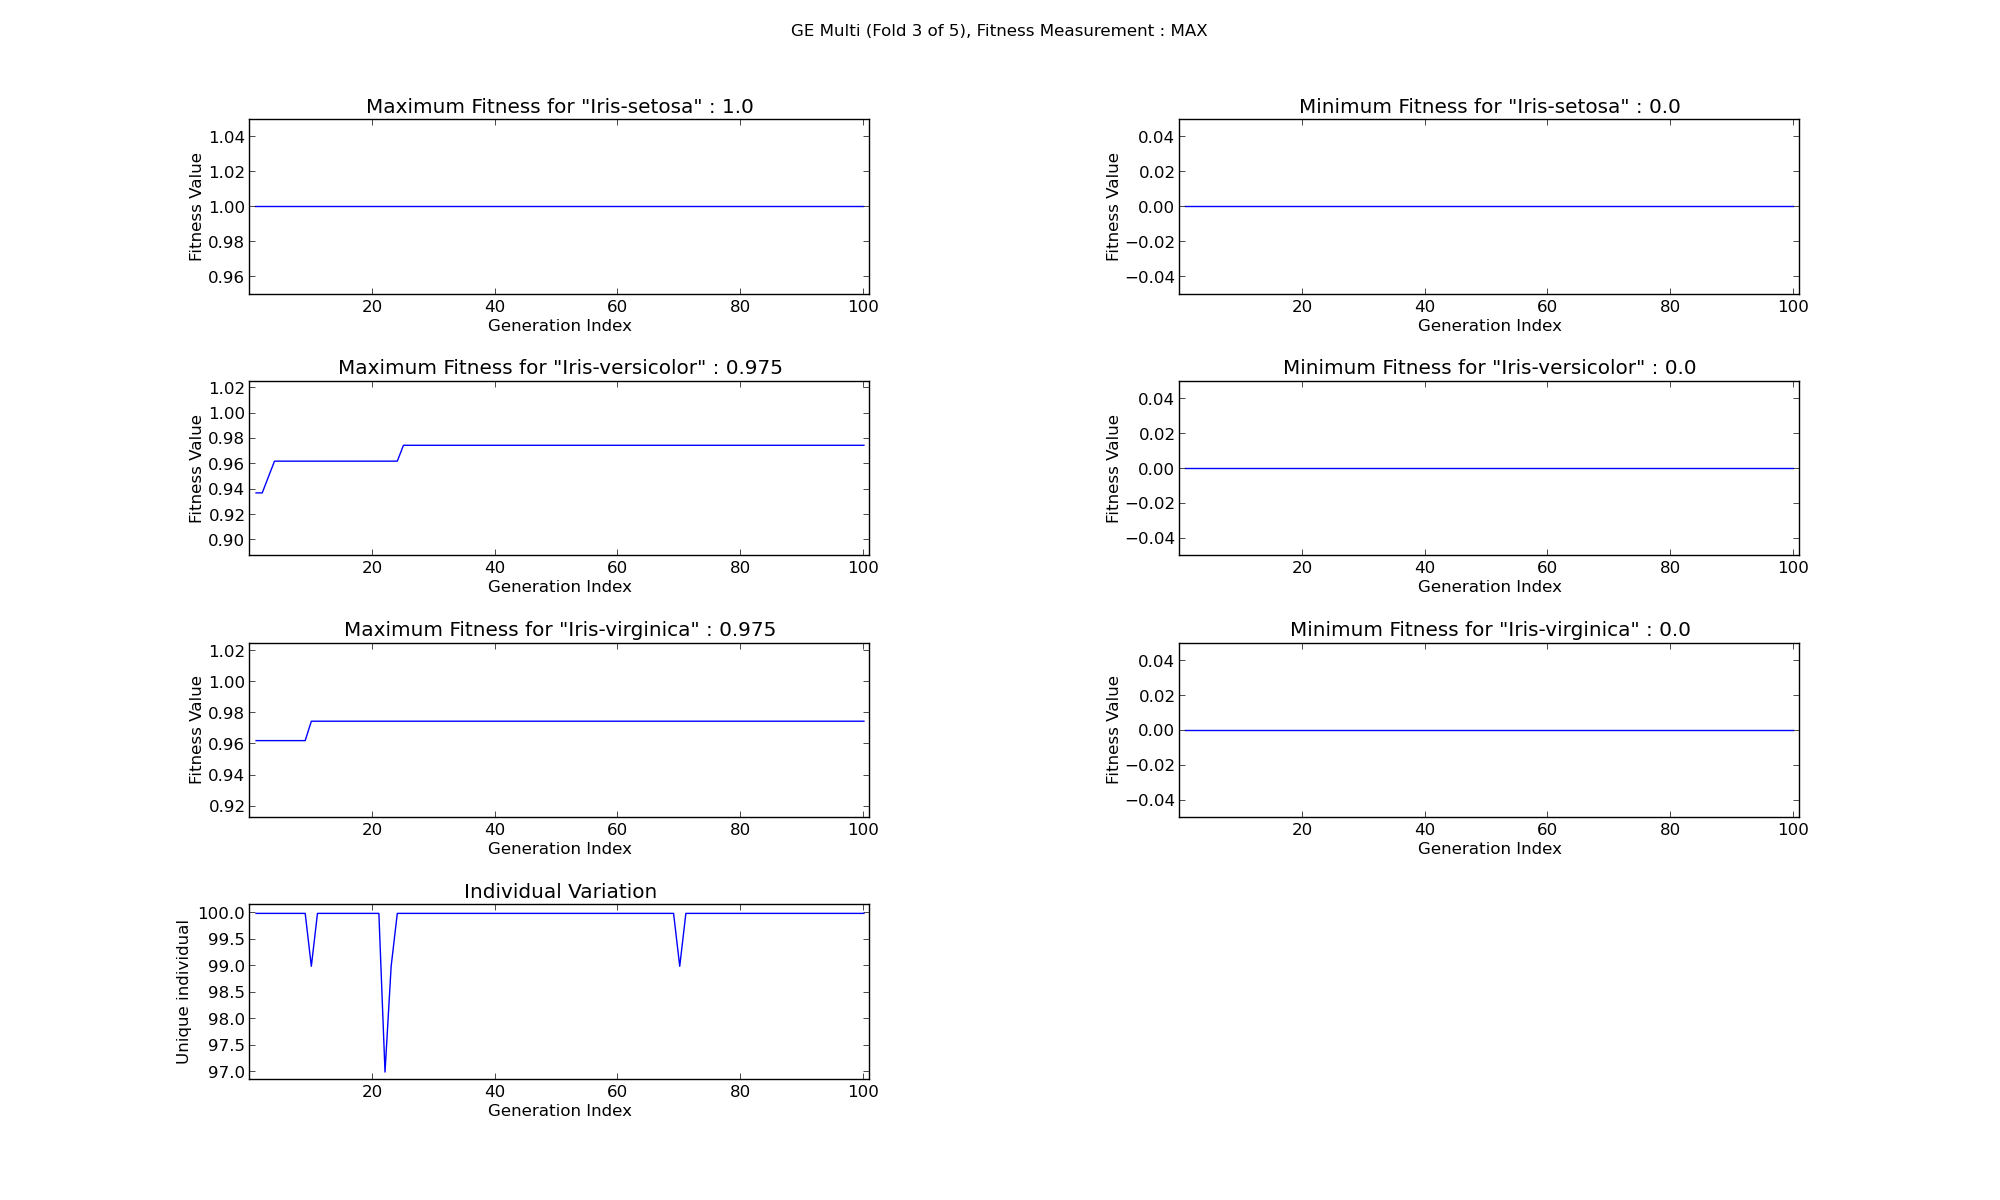 GE Multi (Fold 3 of 5), Fitness Measurement : MAX
Maximum Fitness for "Iris-setosa" : 1.0
Fitness Value
1.04
1.02
1.00
0.98
0.96
20 40 60 80 100
Generation Index
Minimum Fitness for "Iris-setosa" : 0.0
Fitness Value
0.04
0.02
0.00
−0.02
−0.04
20 40 60 80 100
Generation Index
Maximum Fitness for "Iris-versicolor" : 0.975
Fitness Value
1.02
1.00
0.98
0.96
0.94
0.92
0.90
20 40 60 80 100
Generation Index
Minimum Fitness for "Iris-versicolor" : 0.0
Fitness Value
0.04
0.02
0.00
−0.02
−0.04
20 40 60 80 100
Generation Index
Maximum Fitness for "Iris-virginica" : 0.975
Fitness Value
1.02
1.00
0.98
0.96
0.94
0.92
20 40 60 80 100
Generation Index
Minimum Fitness for "Iris-virginica" : 0.0
Fitness Value
0.04
0.02
0.00
−0.02
−0.04
20 40 60 80 100
Generation Index
Individual Variation
Unique individual
100.0
99.5
99.0
98.5
98.0
97.5
97.0
20 40 60 80 100
Generation Index